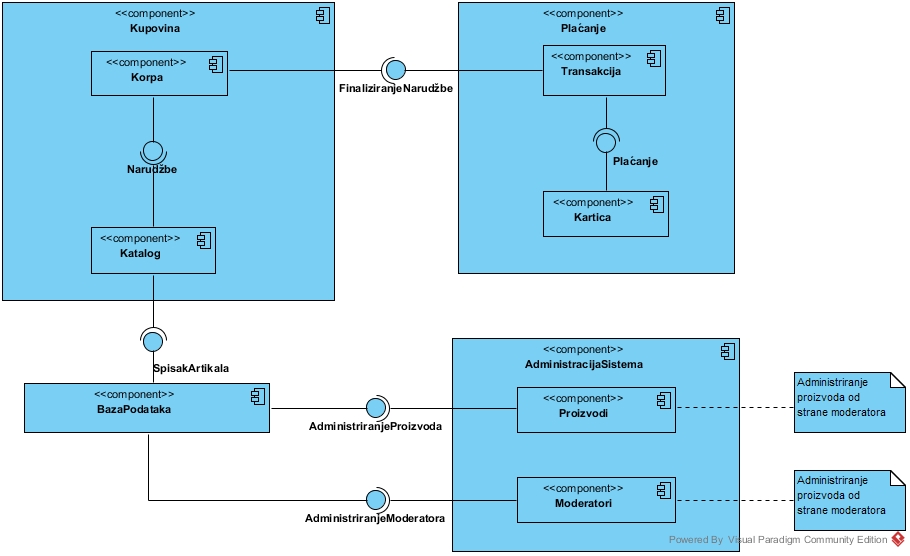 <<component>>
Kupovina
<<component>>
Korpa
Narudžbe
<<component>>
Katalog
FinaliziranjeNarudžbe
<<component>>
Plaćanje
<<component>>
Transakcija
Plaćanje
<<component>>
Kartica
SpisakArtikala
<<component>>
BazaPodataka
AdministriranjeProizvoda
AdministriranjeModeratora
<<component>>
AdministracijaSistema
<<component>>
Proizvodi
<<component>>
Moderatori
Administriranje
proizvoda od
strane moderatora
Administriranje
proizvoda od
strane moderatora
Powered By Visual Paradigm Community Edition